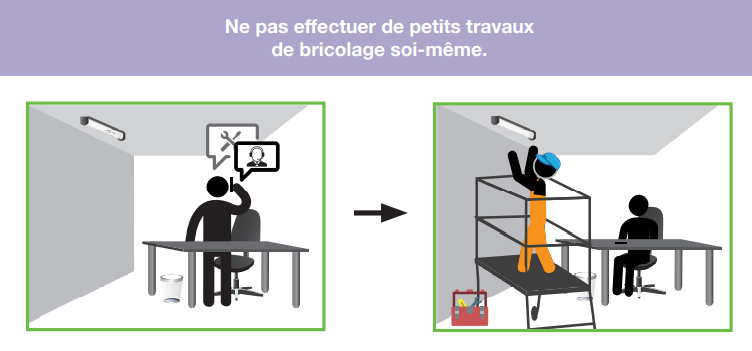 Ne pas effectuer de petits travaux
de bricolage soi-même.